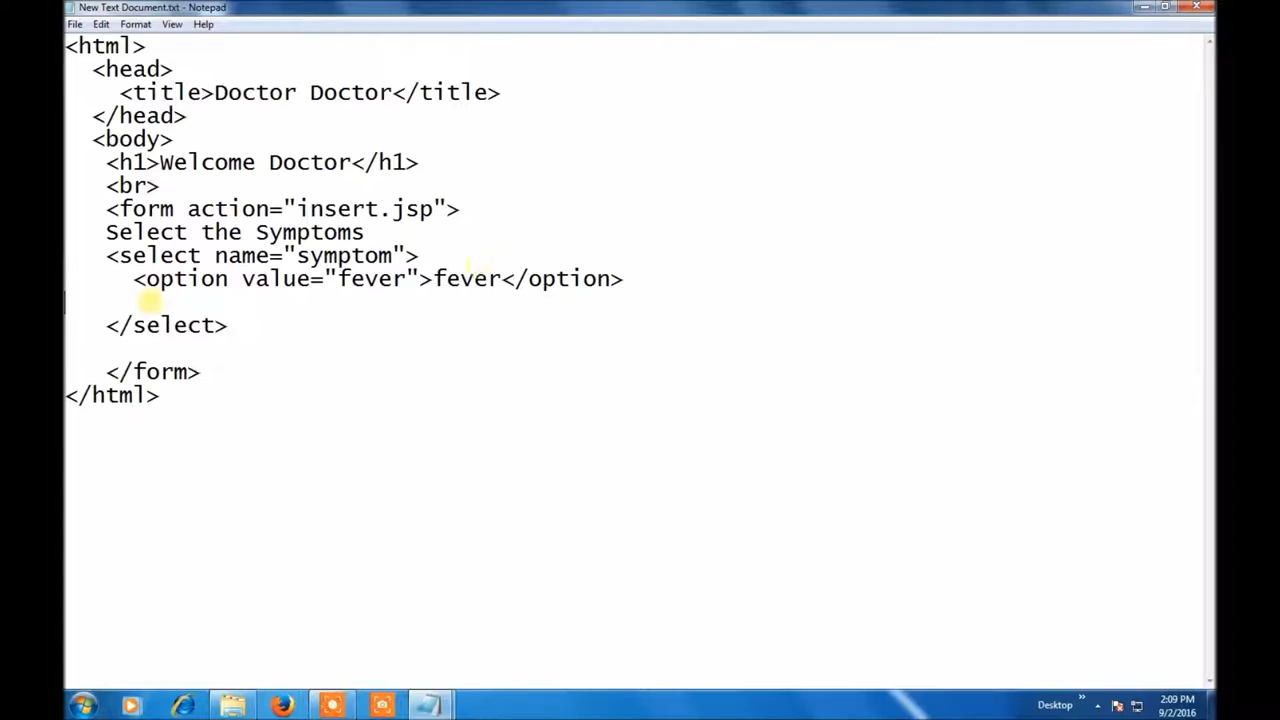 New Text Document.txt - Notepad
File Edit Format View Help
<html>
<head>
<title>Doctor Doctor</title>
</head>
<body>
<h1>Welcome Doctor</h1>
<br>
<form action="insert.jsp">
Select the Symptoms
<select name="symptom">
<option value="fever">fever</option>
</select>
</form>
</html>
Desktop
2:09 PM
9/2/2016